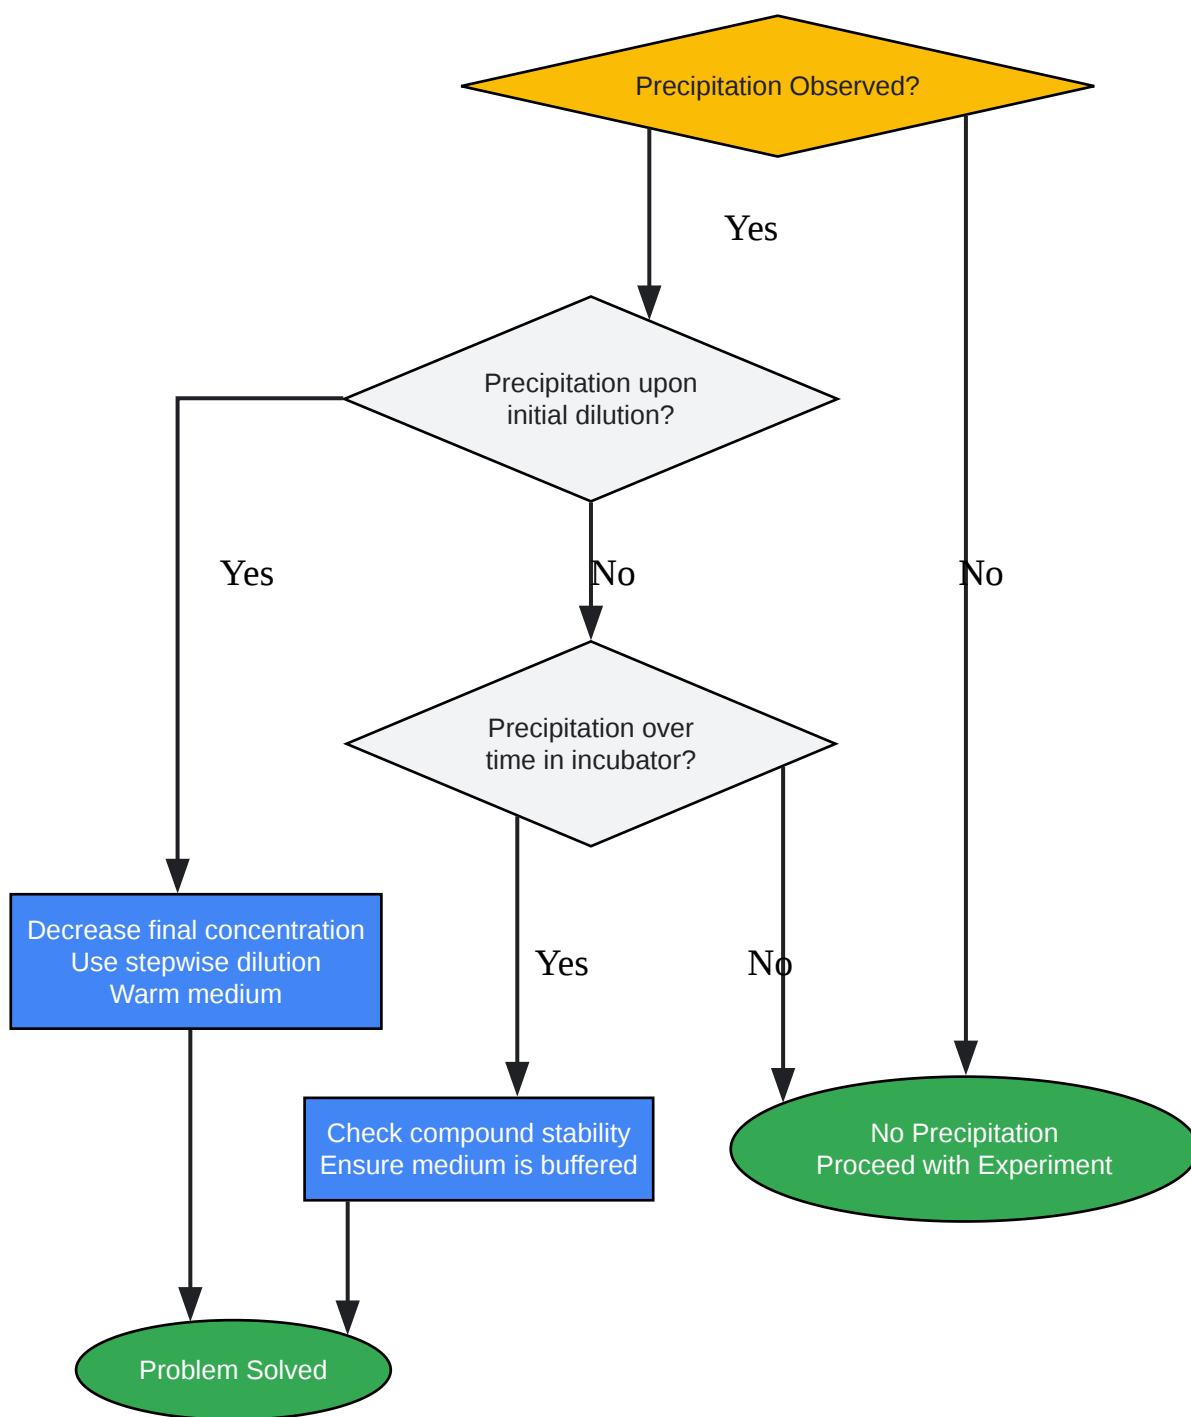 Precipitation Observed?
Yes
Precipitation upon
initial dilution?
Yes
No
No
Precipitation over
time in incubator?
Decrease final concentration
Use stepwise dilution
Warm medium
Yes
No
Check compound stability
Ensure medium is buffered
No Precipitation
Proceed with Experiment
Problem Solved